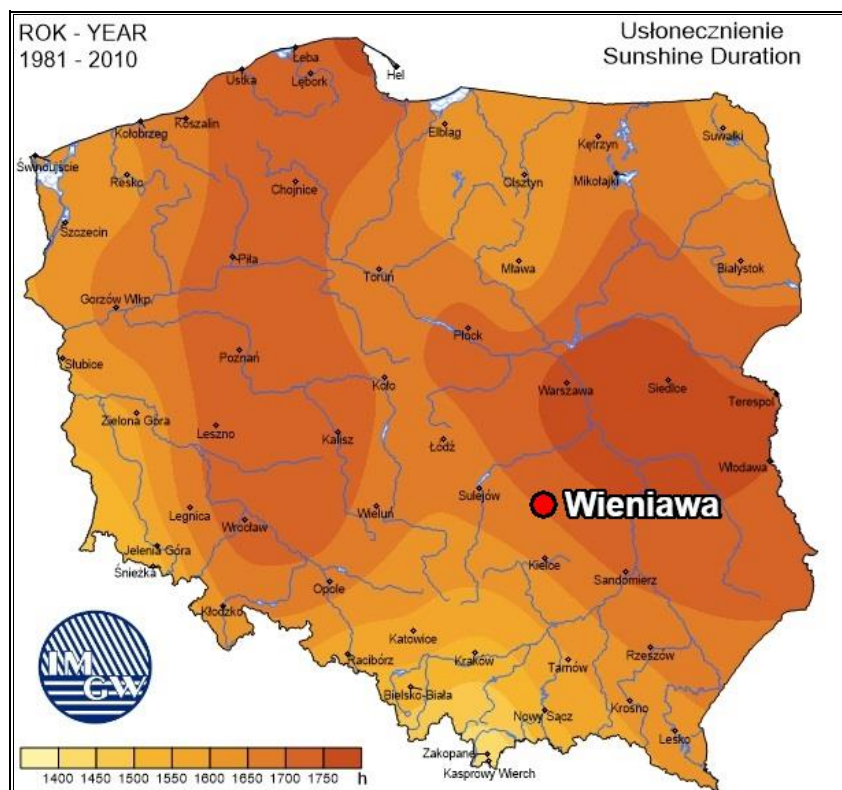 ROK - YEAR
1981 - 2010
Usłonecznienie
Sunshine Duration
Łeba
Hel
Ustka
Lębork
Kołobrzeg
Koszalin
Elbląg
Suwałki
Kętrzyn
Świnoujście
Resko
Chojnice
Olsztyn
Mikołajki
Szczecin
Piła
Toruń
Mława
Białystok
Gorzów Wlkp.
Płock
Słubice
Poznań
Koło
Warszawa
Siedlce
Terespol
Zielona Góra
Leszno
Kalisz
Łódź
Włodawa
Sulejów
Wieniawa
Legnica
Wrocław
Wieluń
Jelenia Góra
Śnieżka
Kielce
Opole
Sandomierz
Kłodzko
Katowice
Racibórz
Kraków
Tarnów
Rzeszów
Bielsko-Biała
Nowy Sącz
Krosno
Lesko
Zakopane
Kasprowy Wierch
IM
GW
1400 1450 1500 1550 1600 1650 1700 1750 h